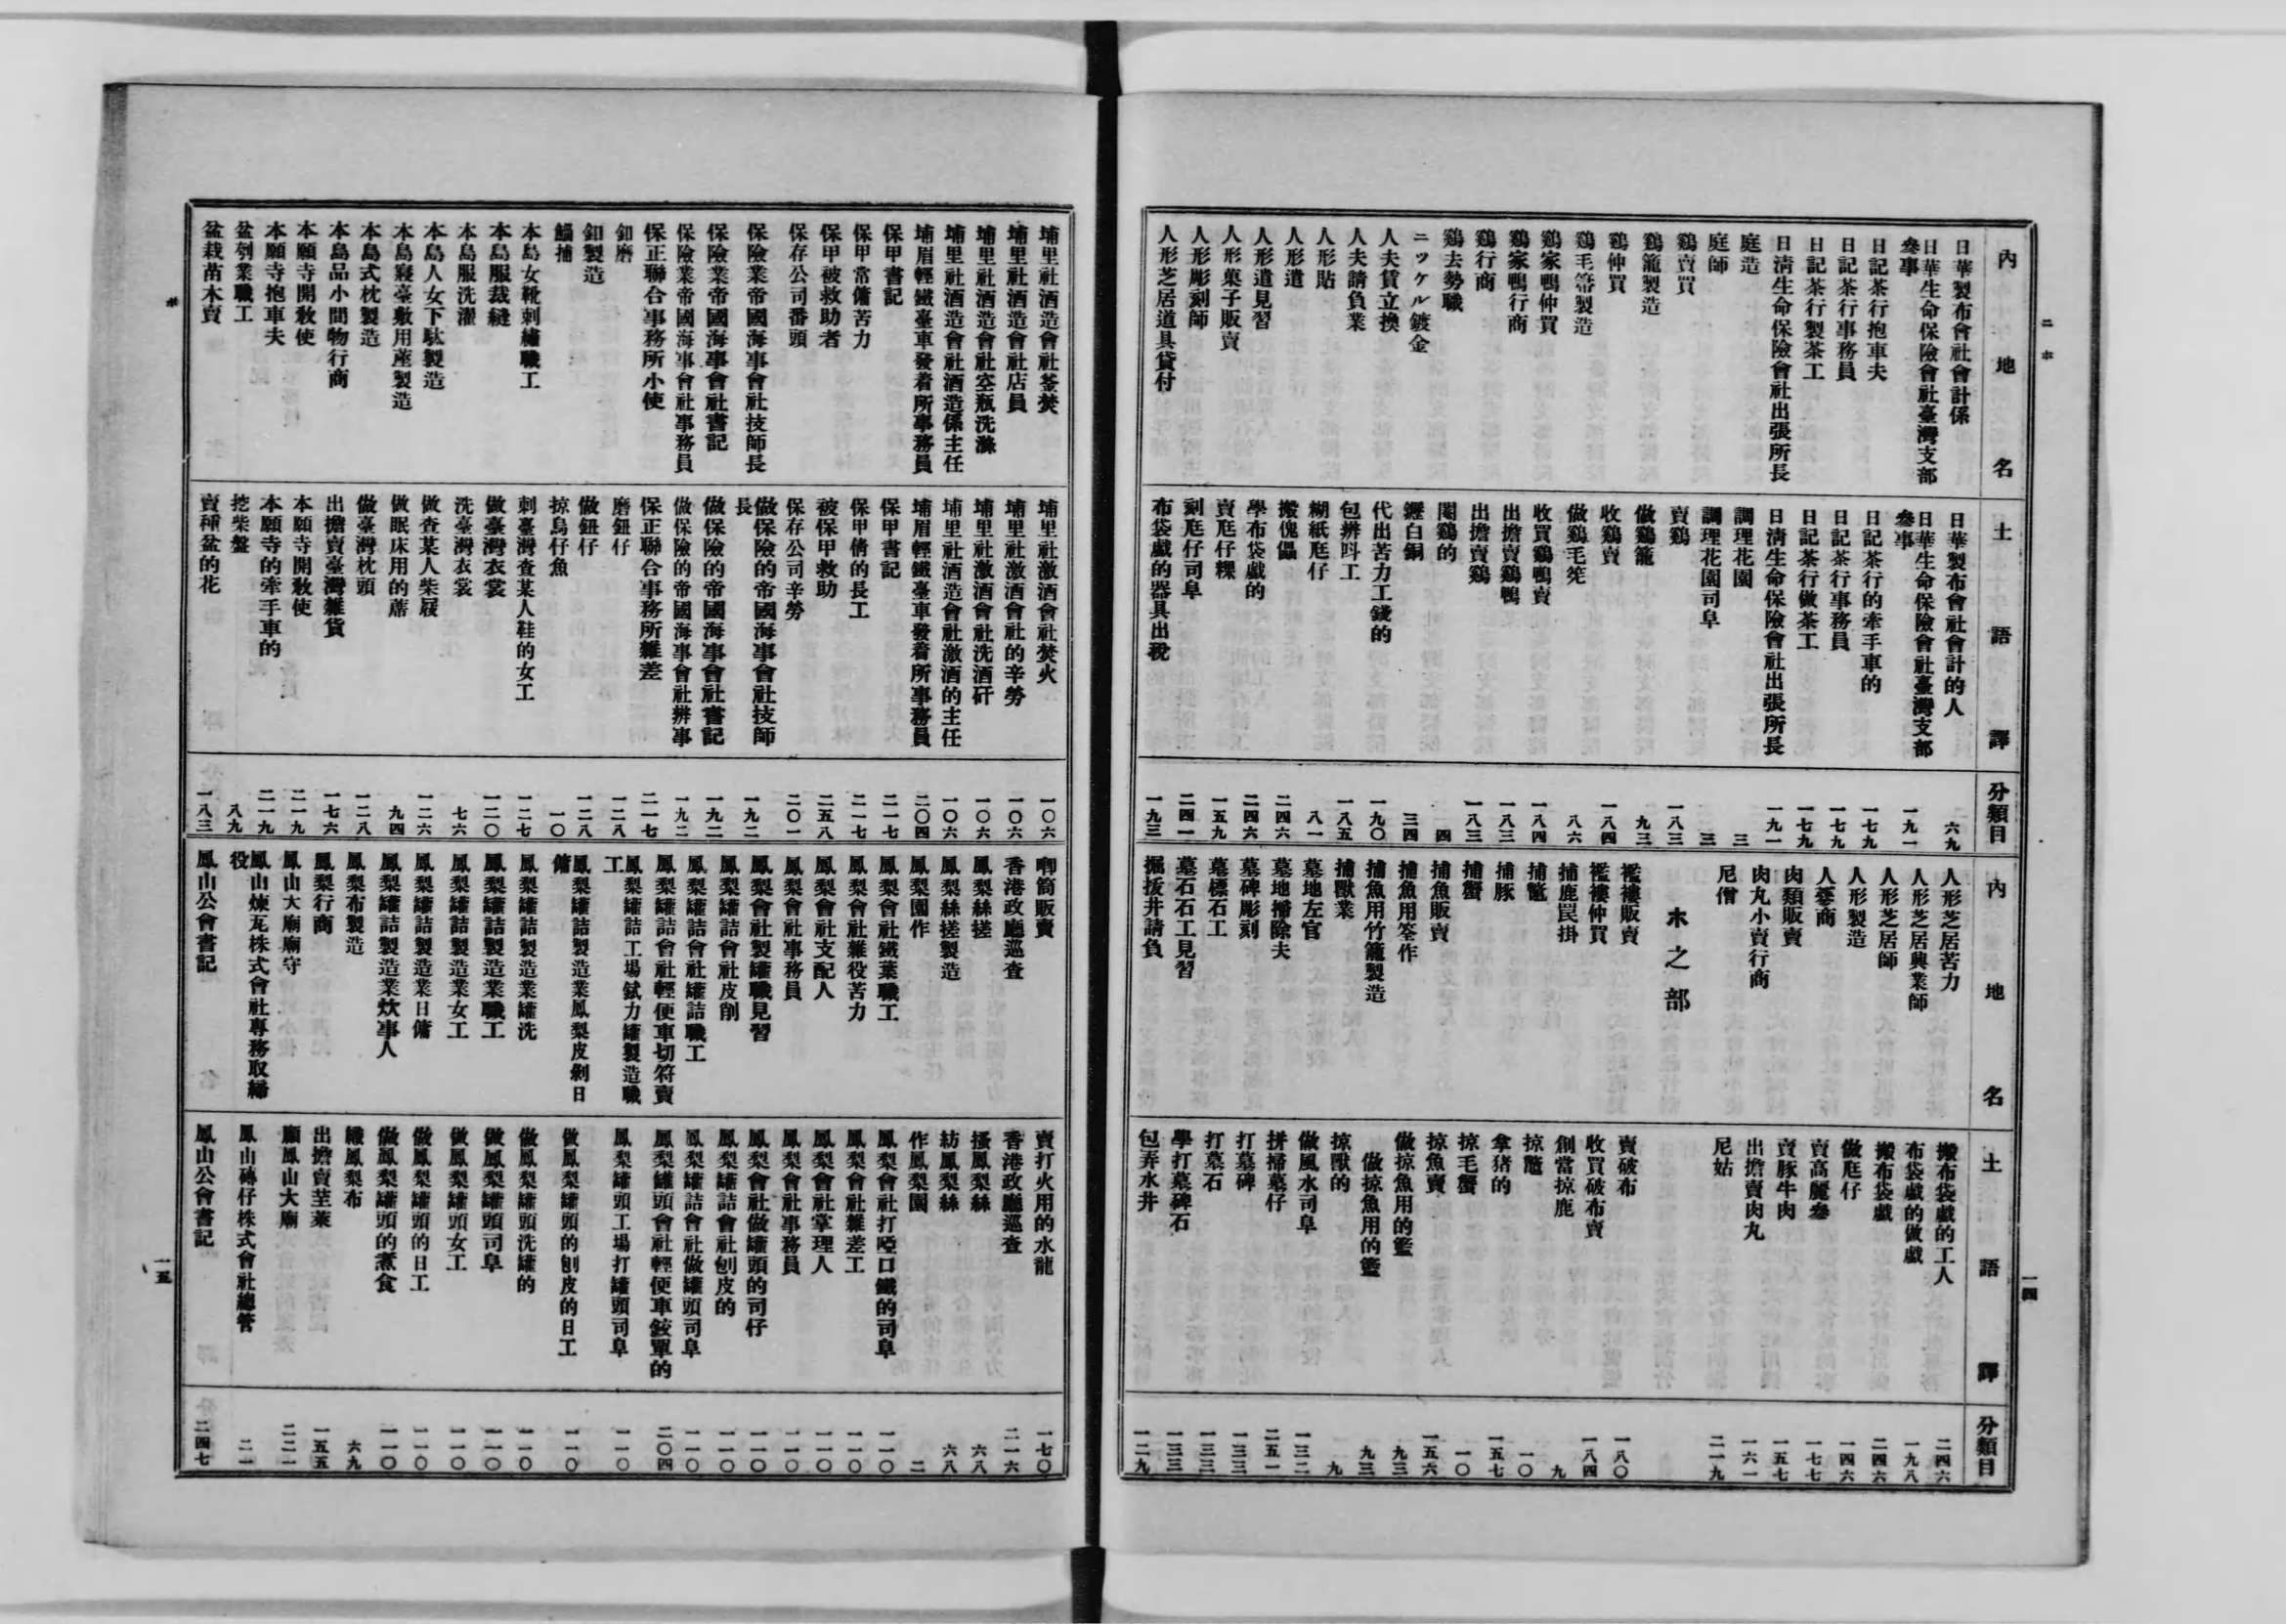 ニホ
一四
內地名
日華製布會社會計係
日華生命保險會社臺灣支部
參事
日記茶行抱車夫
日記茶行事務員
日記茶行製茶工
日清生命保險會社出張所長
庭造
庭師
鷄賣買
鷄籠製造
鷄仲買
鷄毛箒製造
鷄家鴨仲買
鷄家鴨行商
鷄行商
鷄去勢職
ニツケル鍍金
人夫賃立換
人夫請負業
人形貼
人形遣
人形遣見習
人形菓子販賣
人形彫刻師
人形芝居道具貸付
土語譯
日華製布會社會計的人
日華生命保險會社臺灣支部
參事
日記茶行的牽手車的
日記茶行事務員
日記茶行做茶工
日清生命保險會社出張所長
調理花園
調理花園司阜
賣鷄
做鷄籠
收鷄賣
做鷄毛筅
收買鷄鴨賣
出擔賣鷄鴨
出擔賣鷄
閹鷄的
鏗白銅
代出苦力工錢的
包辨呌工
糊紙尫仔
搬傀儡
學布袋戲的
賣尫仔粿
刻尫仔司阜
布袋戲的器具出稅
分類目
六九
一九一
一七九
一七九
一七九
一九一
三
三
一八三
九三
一八四
八六
一八四
一八三
一八三
四
三四
一九〇
一八五
八一
二四六
二四六
一五九
二四一
一九三
內地名
人形芝居苦力
人形芝居興業師
人形芝居師
人形製造
人蔘商
肉類販賣
肉丸小賣行商
尼僧
ホ之部
襤褸販賣
襤褸仲買
捕鹿罠掛
捕鼈
捕豚
捕蟹
捕魚販賣
捕魚用筌作
捕魚用竹籠製造
捕獸業
墓地左官
墓地掃除夫
墓碑彫刻
墓標石工
墓石石工見習
掘拔井請負
土語譯
搬布袋戲的工人
布袋戲的做戲
搬布袋戲
做尫仔
賣高麗參
賣豚牛肉
出擔賣肉丸
尼姑
賣破布
收買破布賣
創當掠鹿
掠鼈
拿猪的
掠毛蟹
掠魚賣
做掠魚用的籃
做掠魚用的籃
掠獸的
做風水司阜
拼掃墓仔
打墓碑
打墓石
學打墓碑石
包弄水井
分類目
二四六
一九八
二四六
一四六
一七七
一五七
一六一
二一九
一八〇
一八四
九
一〇
一五七
一〇
一五六
九三
九三
九
一三二
二五一
一三三
一三三
一三三
一二九
ホ
一五
埔里社酒造會社釜焚
埔里社酒造會社店員
埔里社酒造會社空瓶洗滌
埔里社酒造會社酒造係主任
埔眉輕鐵臺車發着所事務員
保甲書記
保甲常傭苦力
保甲被救助者
保存公司番頭
保險業帝國海事會社技師長
保險業帝國海事會社書記
保險業帝國海事會社事務員
保正聯合事務所小使
釦磨
釦製造
鯔捕
本島女靴刺繡職工
本島服裁縫
本島服洗濯
本島人女下駄製造
本島寢臺敷用蓙製造
本島式枕製造
本島品小間物行商
本願寺開敎使
本願寺抱車夫
盆刳業職工
盆栽苗木賣
埔里社激酒會社焚火
埔里社激酒會社的辛勞
埔里社激酒會社洗酒矸
埔里社酒造會社激酒的主任
埔眉輕鐵臺車發着所事務員
保甲書記
保甲倩的長工
被保甲救助
保存公司辛勞
做保險的帝國海事會社技師
長
做保險的帝國海事會社書記
做保險的帝國海事會社辨事
保正聯合事務所雜差
磨鈕仔
做鈕仔
掠烏仔魚
刺臺灣查某人鞋的女工
做臺灣衣裳
洗臺灣衣裳
做查某人柴屐
做眠床用的蓆
做臺灣枕頭
出擔賣臺灣雜貨
本願寺開敎使
本願寺的牽手車的
挖柴盤
賣種盆的花
一〇六
一〇六
一〇六
一〇六
二〇四
二一七
二一七
二五八
二〇一
一九二
一九二
一九二
二一七
一二八
一二八
一〇
一二七
一二〇
七六
一二六
九四
一二八
一七六
二一九
二一九
八九
一八三
喞筒販賣
香港政廳巡査
鳳梨絲搓
鳳梨絲搓製造
鳳梨園作
鳳梨會社鐵葉職工
鳳梨會社雜役苦力
鳳梨會社支配人
鳳梨會社事務員
鳳梨會社製罐職見習
鳳梨罐詰會社皮削
鳳梨罐詰會社罐詰職工
鳳梨罐詰會社輕便車切符賣
鳳梨罐詰工場鉽力罐製造職
工
鳳梨罐詰製造業鳳梨皮剝日
傭
鳳梨罐詰製造業罐洗
鳳梨罐詰製造業職工
鳳梨罐詰製造業女工
鳳梨罐詰製造業日傭
鳳梨罐詰製造業炊事人
鳳梨布製造
鳳梨行商
鳳山大廟廟守
鳳山煉瓦株式會社專務取締
役
鳳山公會書記
賣打火用的水龍
香港政廳巡査
搔鳳梨絲
紡鳳梨絲
作鳳梨園
鳳梨會社打啞口鐵的司阜
鳳梨會社雜差工
鳳梨會社掌理人
鳳梨會社事務員
鳳梨會社做罐頭的司仔
鳳梨罐詰會社刨皮的
鳳梨罐詰會社做罐頭司阜
鳳梨罐頭會社輕便車鉸單的
鳳梨罐頭工場打罐頭司阜
做鳳梨罐頭的刨皮的日工
做鳳梨罐頭洗罐的
做鳳梨罐頭司阜
做鳳梨罐頭女工
做鳳梨罐頭的日工
做鳳梨罐頭的煮食
織鳳梨布
出擔賣菾菜
顧鳳山大廟
鳳山磚仔株式會社總管
鳳山公會書記
一七〇
二一六
六八
六八
二
一一〇
一一〇
一一〇
一一〇
一一〇
一一〇
一一〇
二〇四
一一〇
一一〇
一一〇
一一〇
一一〇
一一〇
一一〇
六九
一五五
二二一
二一
二四七